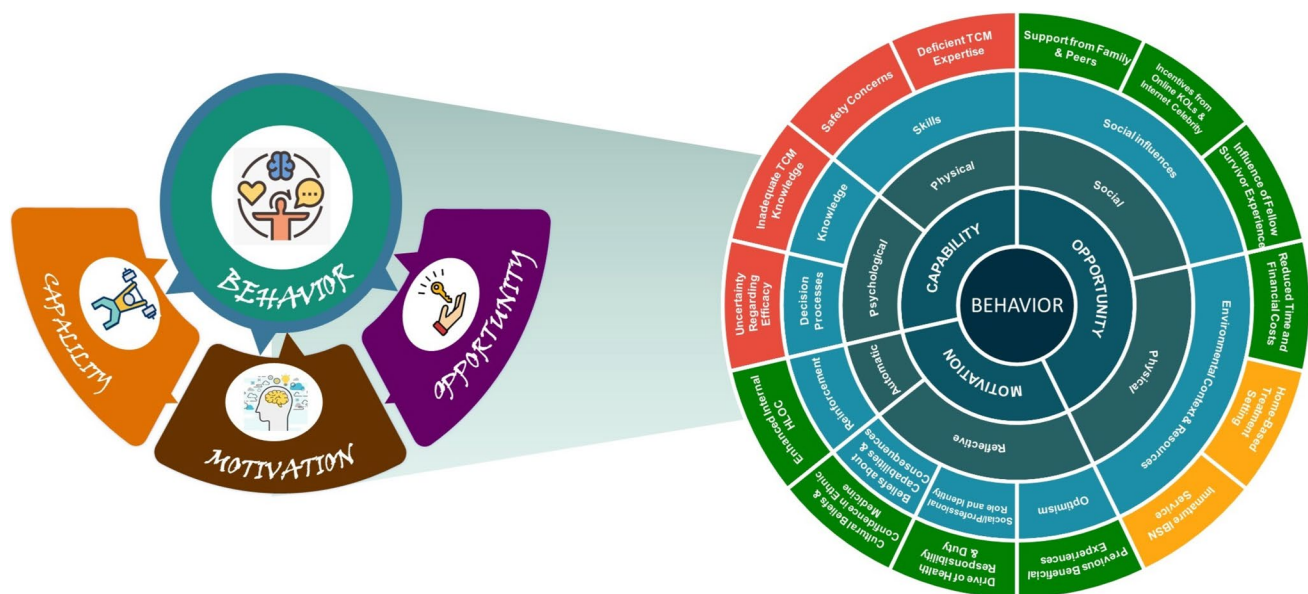 BEHAVIOR
CAPALILITY
MOTIVATION
OPPORTUNITY
BEHAVIOR
CAPABILITY
OPPORTUNITY
MOTIVATION
Physical
Social
Physical
Reflective
Automatic
Psychological
Skills
Social influences
Environmental Context & Resources
Optimism
Social/Professional
Role and Identity
Beliefs about
Capabilities &
Consequences
Reinforcement
Decision
Processes
Knowledge
Deficient TCM
Expertise
Support from Family
& Peers
Incentives from
Online KOLs &
Internet Celebrity
Influence of Fellow
Survivor Experience
Reduced Time and
Financial Costs
Home-Based
Treatment
Setting
Immature IBSN
Service
Previous Beneficial
Experiences
Drive of Health
Responsibility
& Duty
Cultural Beliefs &
Confidence in Ethnic
Medicine
Enhanced Internal
HLOC
Uncertainty
Regarding
Efficacy
Inadequate TCM
Knowledge
Safety Concerns